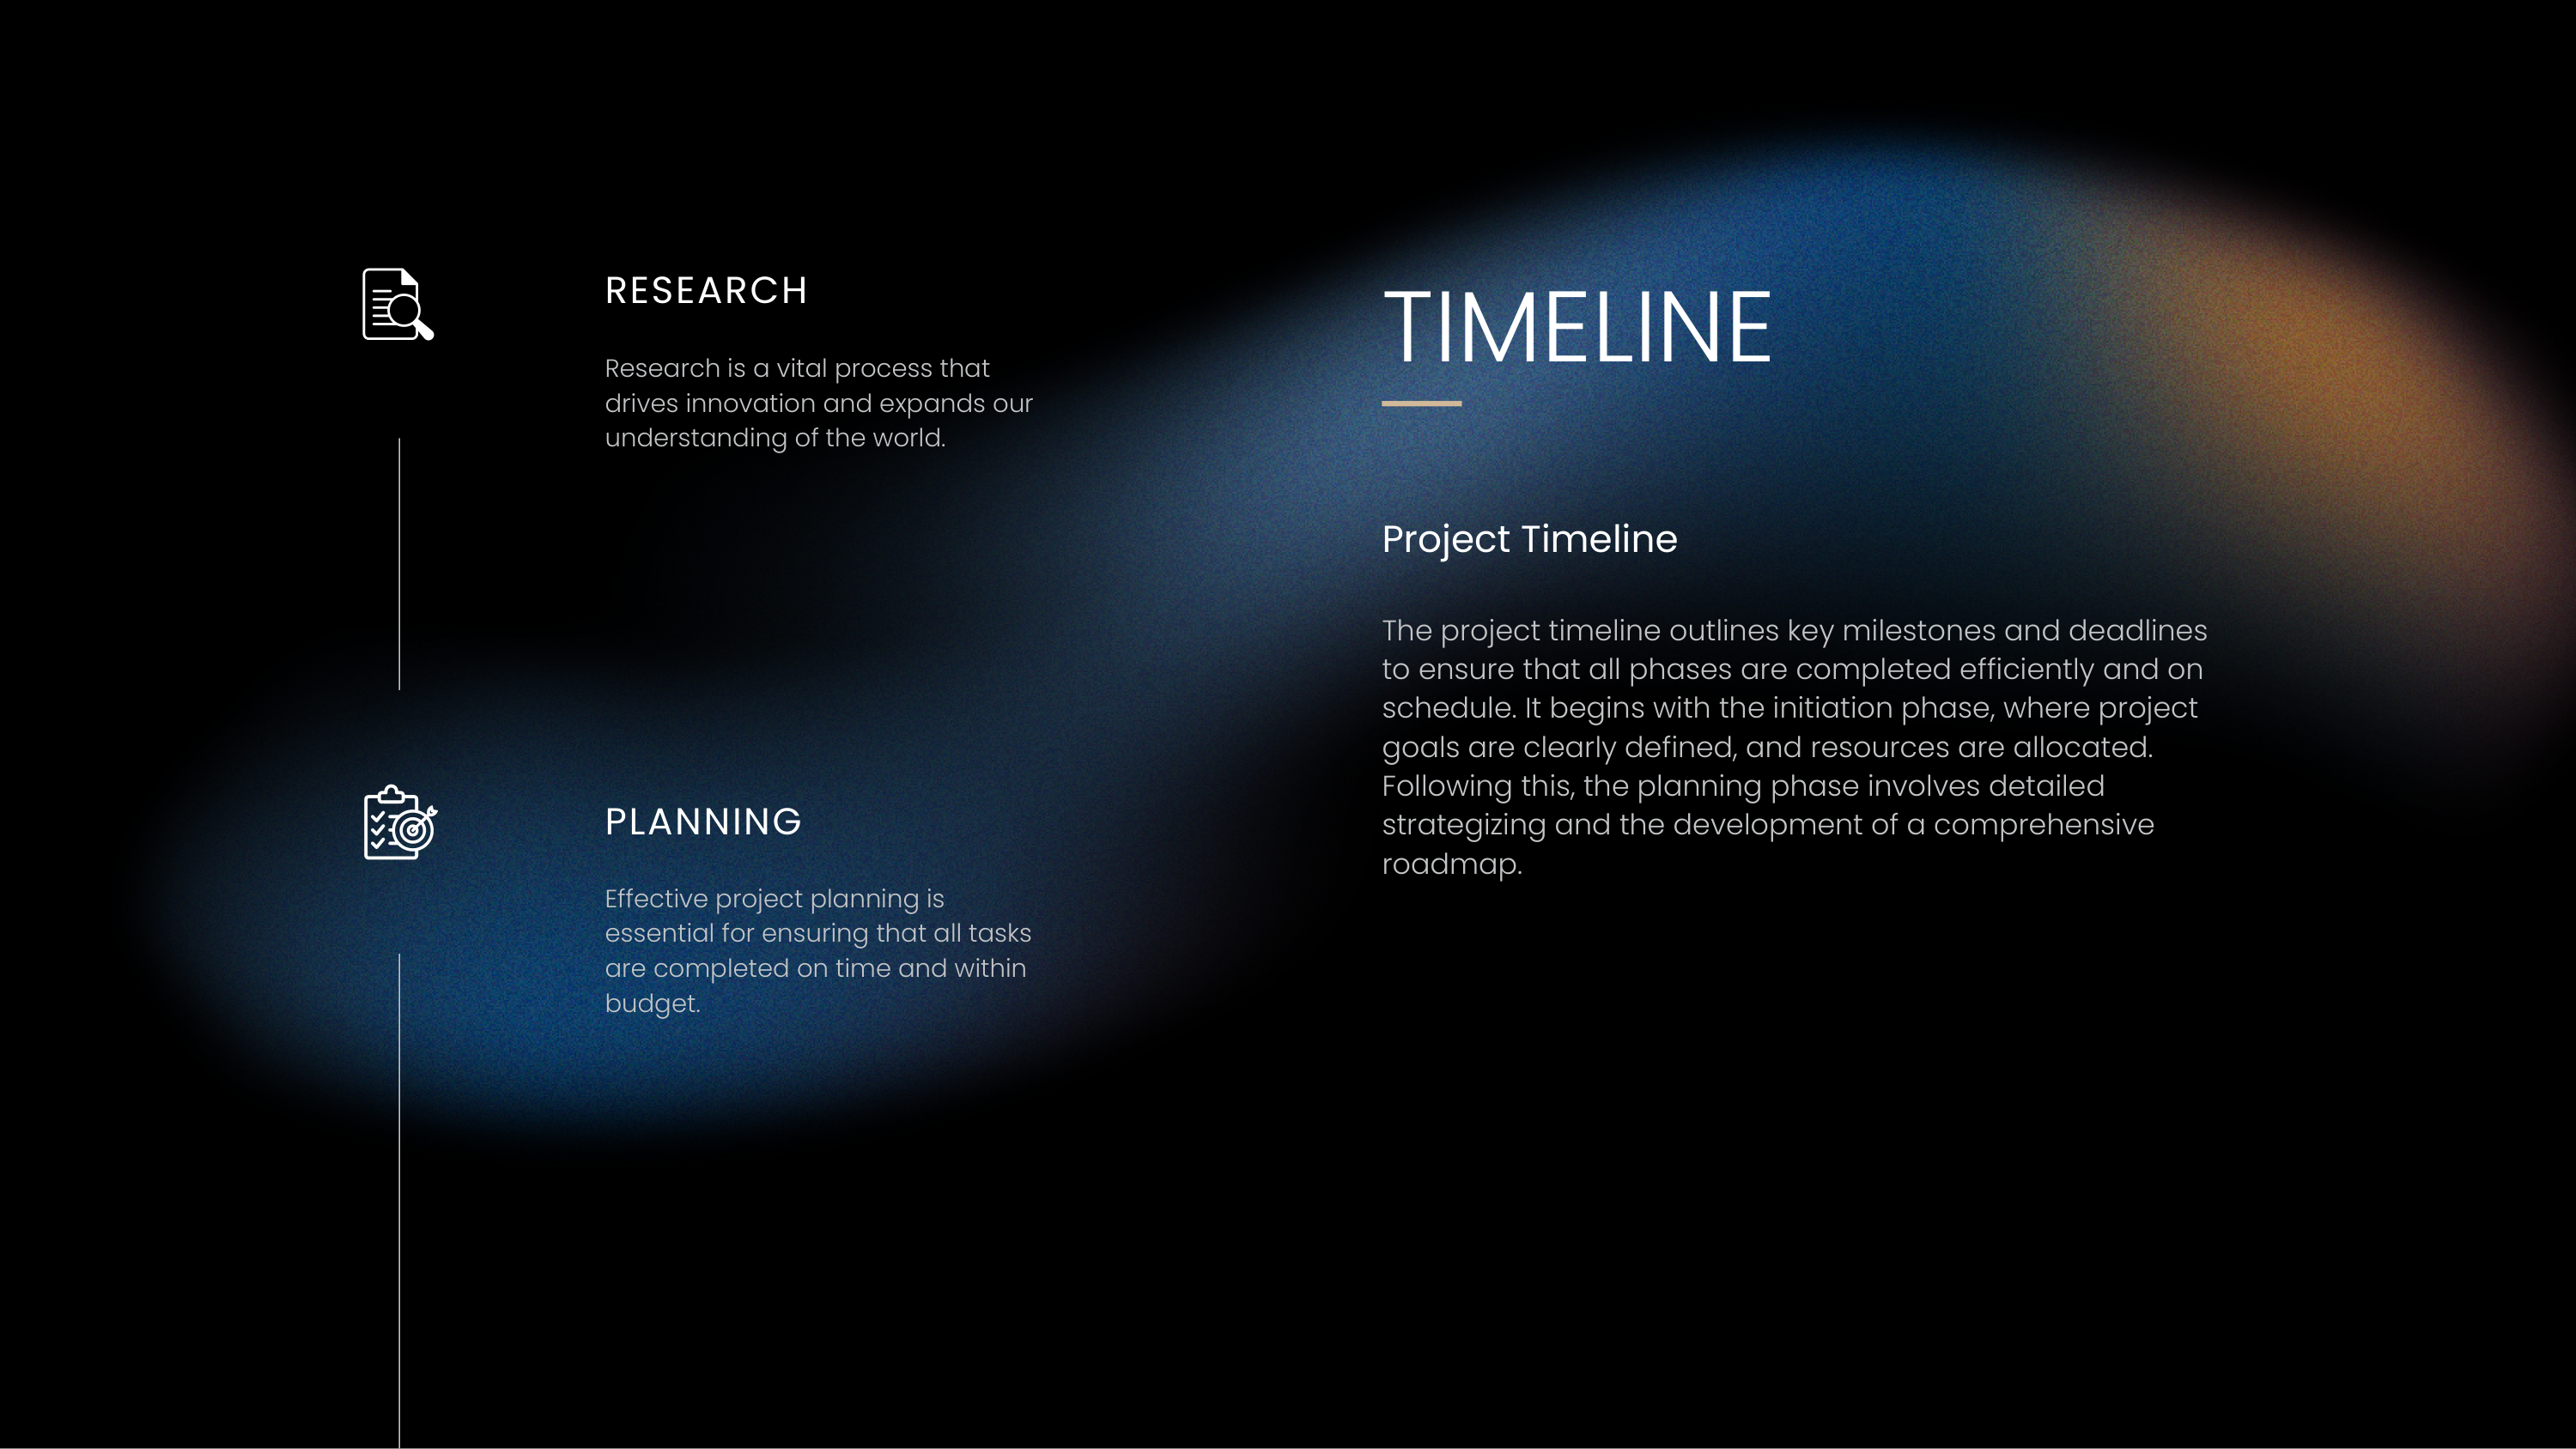 RESEARCH
Research is a vital process that
drives innovation and expands our
understanding of the world.
PLANNING
Effective project planning is
essential for ensuring that all tasks
are completed on time and within
budget.
TIMELINE
Project Timeline
The project timeline outlines key milestones and deadlines
to ensure that all phases are completed efficiently and on
schedule. It begins with the initiation phase, where project
goals are clearly defined, and resources are allocated.
Following this, the planning phase involves detailed
strategizing and the development of a comprehensive
roadmap.